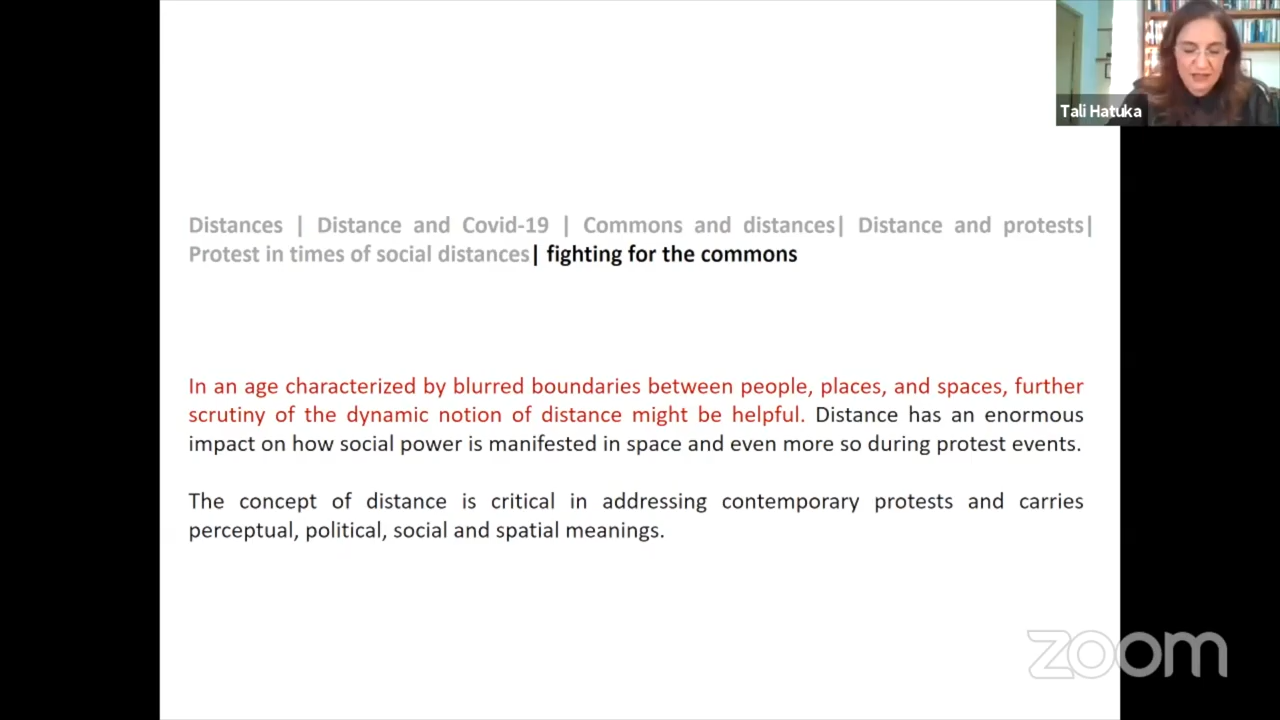 Tali Hatuka
Distances | Distance and Covid-19 | Commons and distances| Distance and protests|
Protest in times of social distances| fighting for the commons
In an age characterized by blurred boundaries between people, places, and spaces, further
scrutiny of the dynamic notion of distance might be helpful. Distance has an enormous
impact on how social power is manifested in space and even more so during protest events.
The concept of distance is critical in addressing contemporary protests and carries
perceptual, political, social and spatial meanings.
zoom